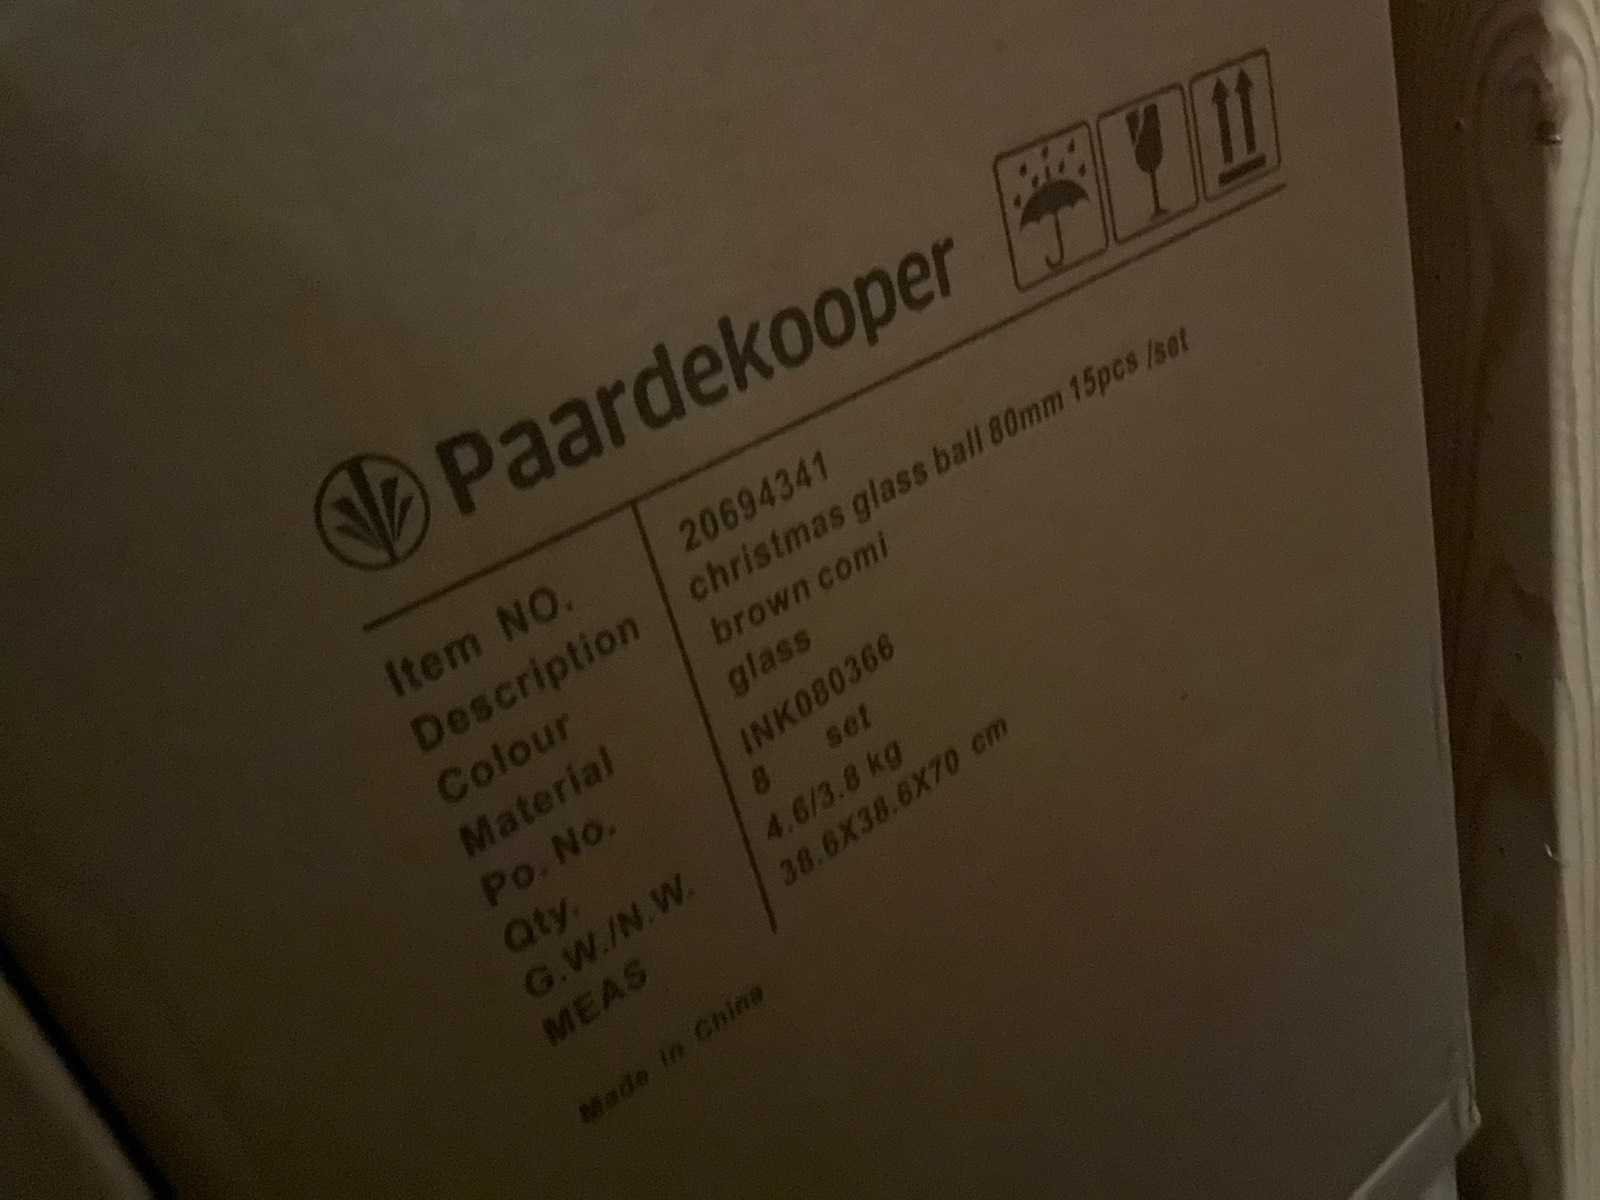 Paardekooper
Item NO. 20694341
Description christmas glass ball 80mm 15pcs /set
Colour brown comi
Material glass
Po. No. INK080366
Qty. 8 set
G.W./N.W. 4.6/3.8 kg
MEAS 38.6X38.6X70 cm
Made in China